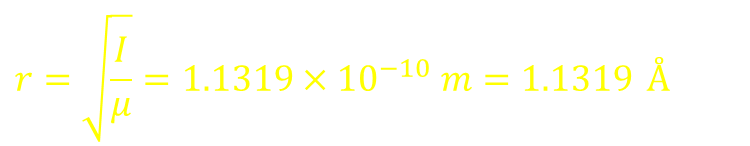 r = √(I/μ) = 1.1319 × 10⁻¹⁰ m = 1.1319 Å